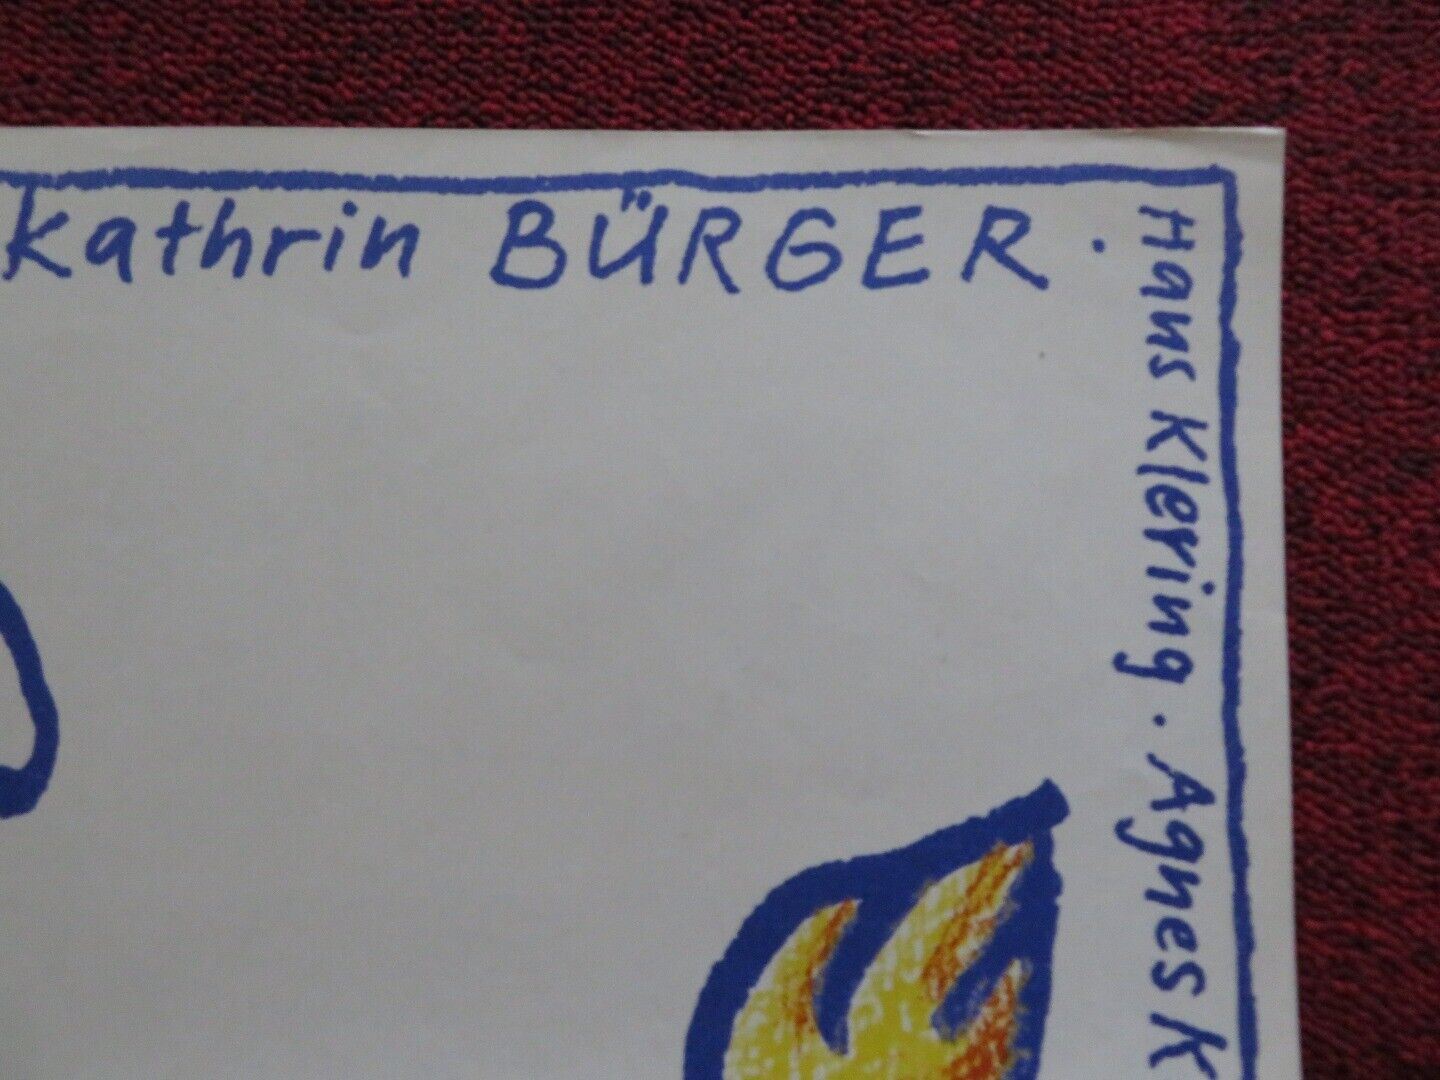 Kathrin BÜRGER ·
Hans Klering · Agnes K